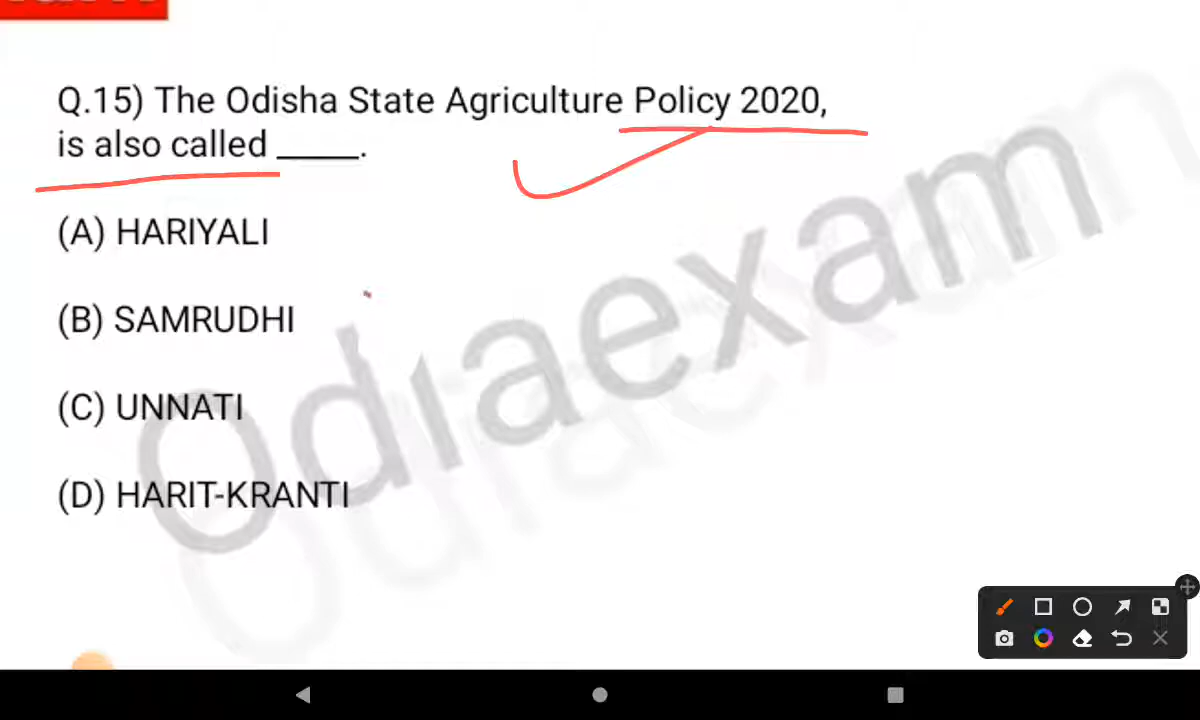 Q.15) The Odisha State Agriculture Policy 2020,
is also called _____.
(A) HARIYALI
(B) SAMRUDHI
(C) UNNATI
(D) HARIT-KRANTI
Odiaexam